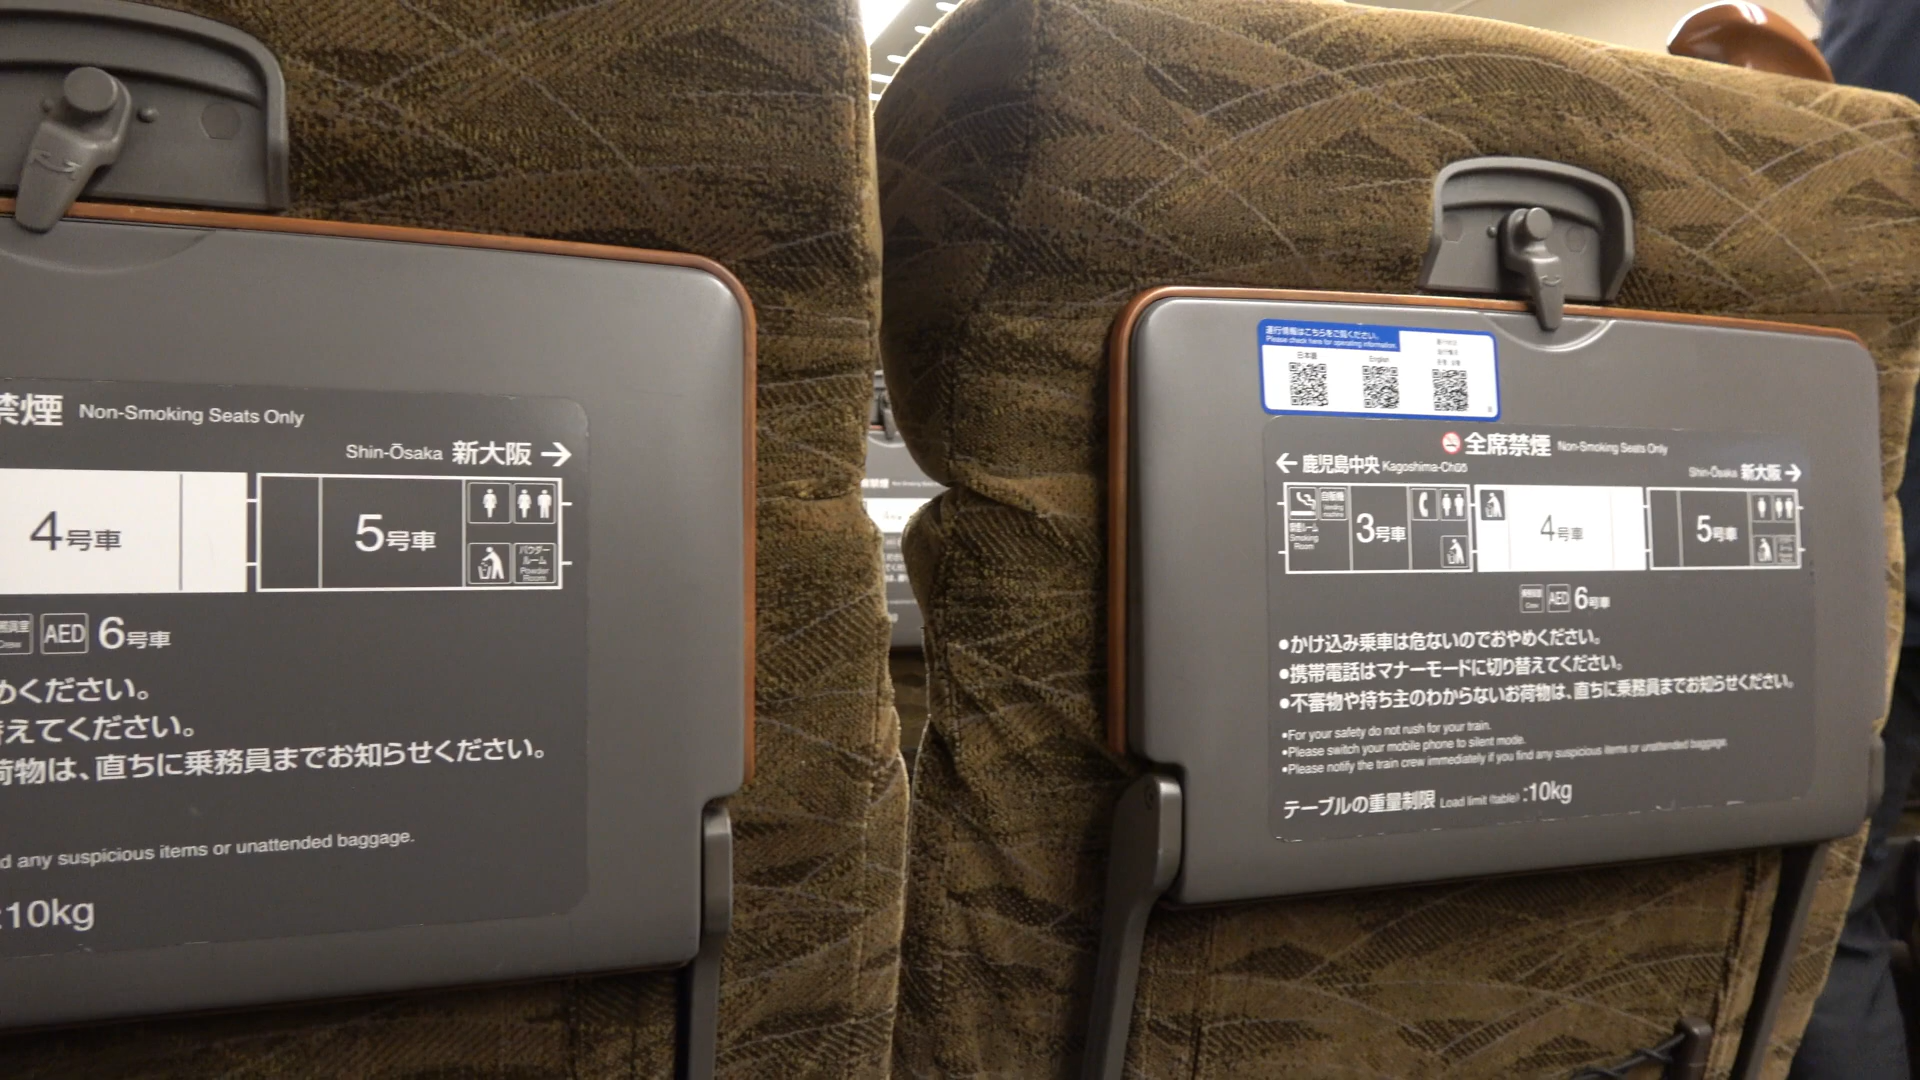 禁煙 Non-Smoking Seats Only
Shin-Ōsaka 新大阪 →
4号車
5号車
パウダールーム
Powder Room
Crew
AED 6号車
めください。
替えてください。
荷物は、直ちに乗務員までお知らせください。
d any suspicious items or unattended baggage.
:10kg
運行情報はこちらをご覧ください。
Please check here for operating information.
日本語
English
全席禁煙 Non-Smoking Seats Only
← 鹿児島中央 Kagoshima-Chūō
Shin-Ōsaka 新大阪 →
自販機
Vending machine
喫煙ルーム
Smoking Room
3号車
4号車
5号車
Crew
AED 6号車
●かけ込み乗車は危ないのでおやめください。
●携帯電話はマナーモードに切り替えてください。
●不審物や持ち主のわからないお荷物は、直ちに乗務員までお知らせください。
•For your safety do not rush for your train.
•Please switch your mobile phone to silent mode.
•Please notify the train crew immediately if you find any suspicious items or unattended baggage.
テーブルの重量制限 Load limit (table) :10kg